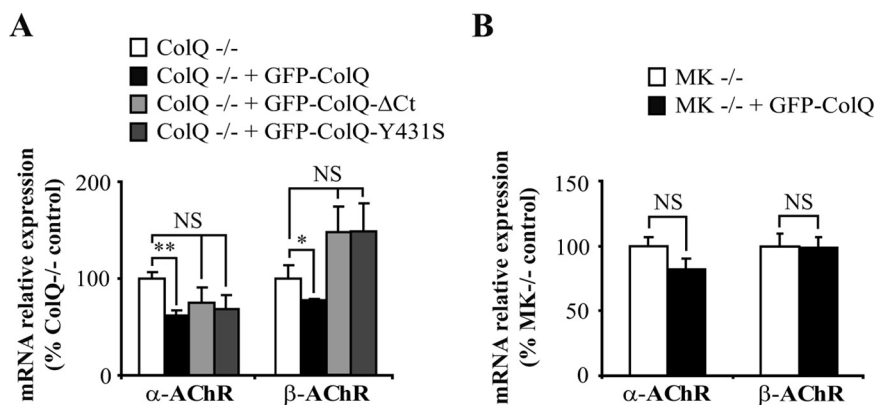 A
ColQ -/-
ColQ -/- + GFP-ColQ
ColQ -/- + GFP-ColQ-ΔCt
ColQ -/- + GFP-ColQ-Y431S
mRNA relative expression
(% ColQ-/- control)
200
100
0
NS
**
NS
*
α-AChR
β-AChR
B
MK -/-
MK -/- + GFP-ColQ
mRNA relative expression
(% MK-/- control)
150
100
50
0
NS
NS
α-AChR
β-AChR